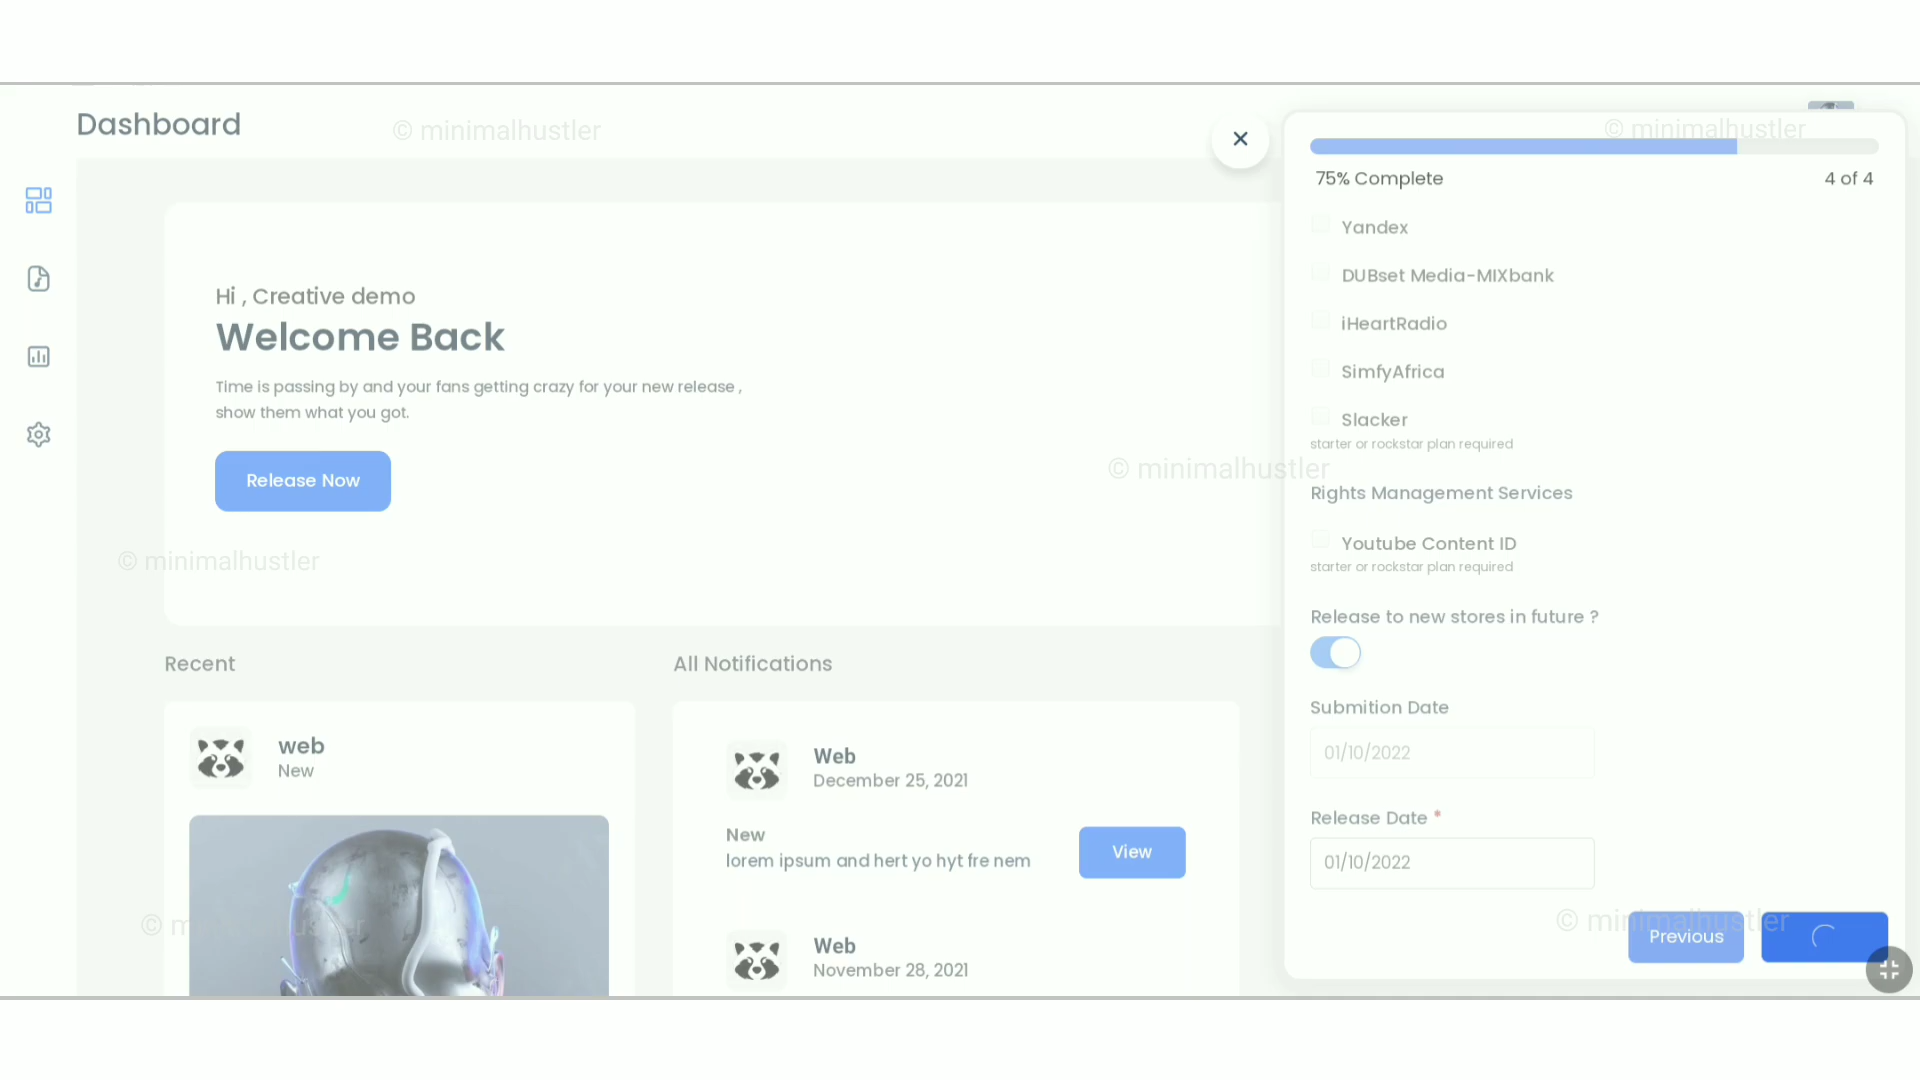 Dashboard
© minimalhustler
Hi , Creative demo
Welcome Back
Time is passing by and your fans getting crazy for your new release ,
show them what you got.
Release Now
© minimalhustler
© minimalhustler
Recent
web
New
All Notifications
Web
December 25, 2021
New
lorem ipsum and hert yo hyt fre nem
View
Web
November 28, 2021
© minimalhustler
© minimalhustler
75% Complete
4 of 4
Yandex
DUBset Media-MIXbank
iHeartRadio
SimfyAfrica
Slacker
starter or rockstar plan required
Rights Management Services
Youtube Content ID
starter or rockstar plan required
Release to new stores in future ?
Submition Date
01/10/2022
Release Date *
01/10/2022
© minimalhustler
Previous